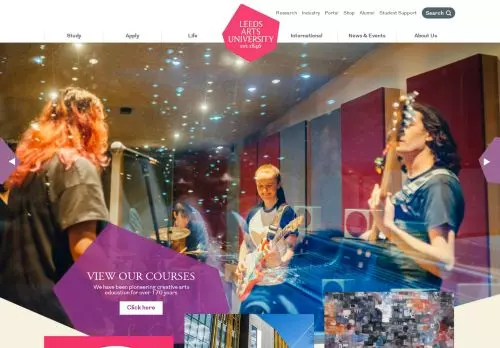 Research Industry Portal Shop Alumni Student Support Search
Study Apply Life
LEEDS
ARTS
UNIVERSITY
EST.1846
International News & Events About Us
VIEW OUR COURSES
We have been pioneering creative arts
education for over 170 years
Click here